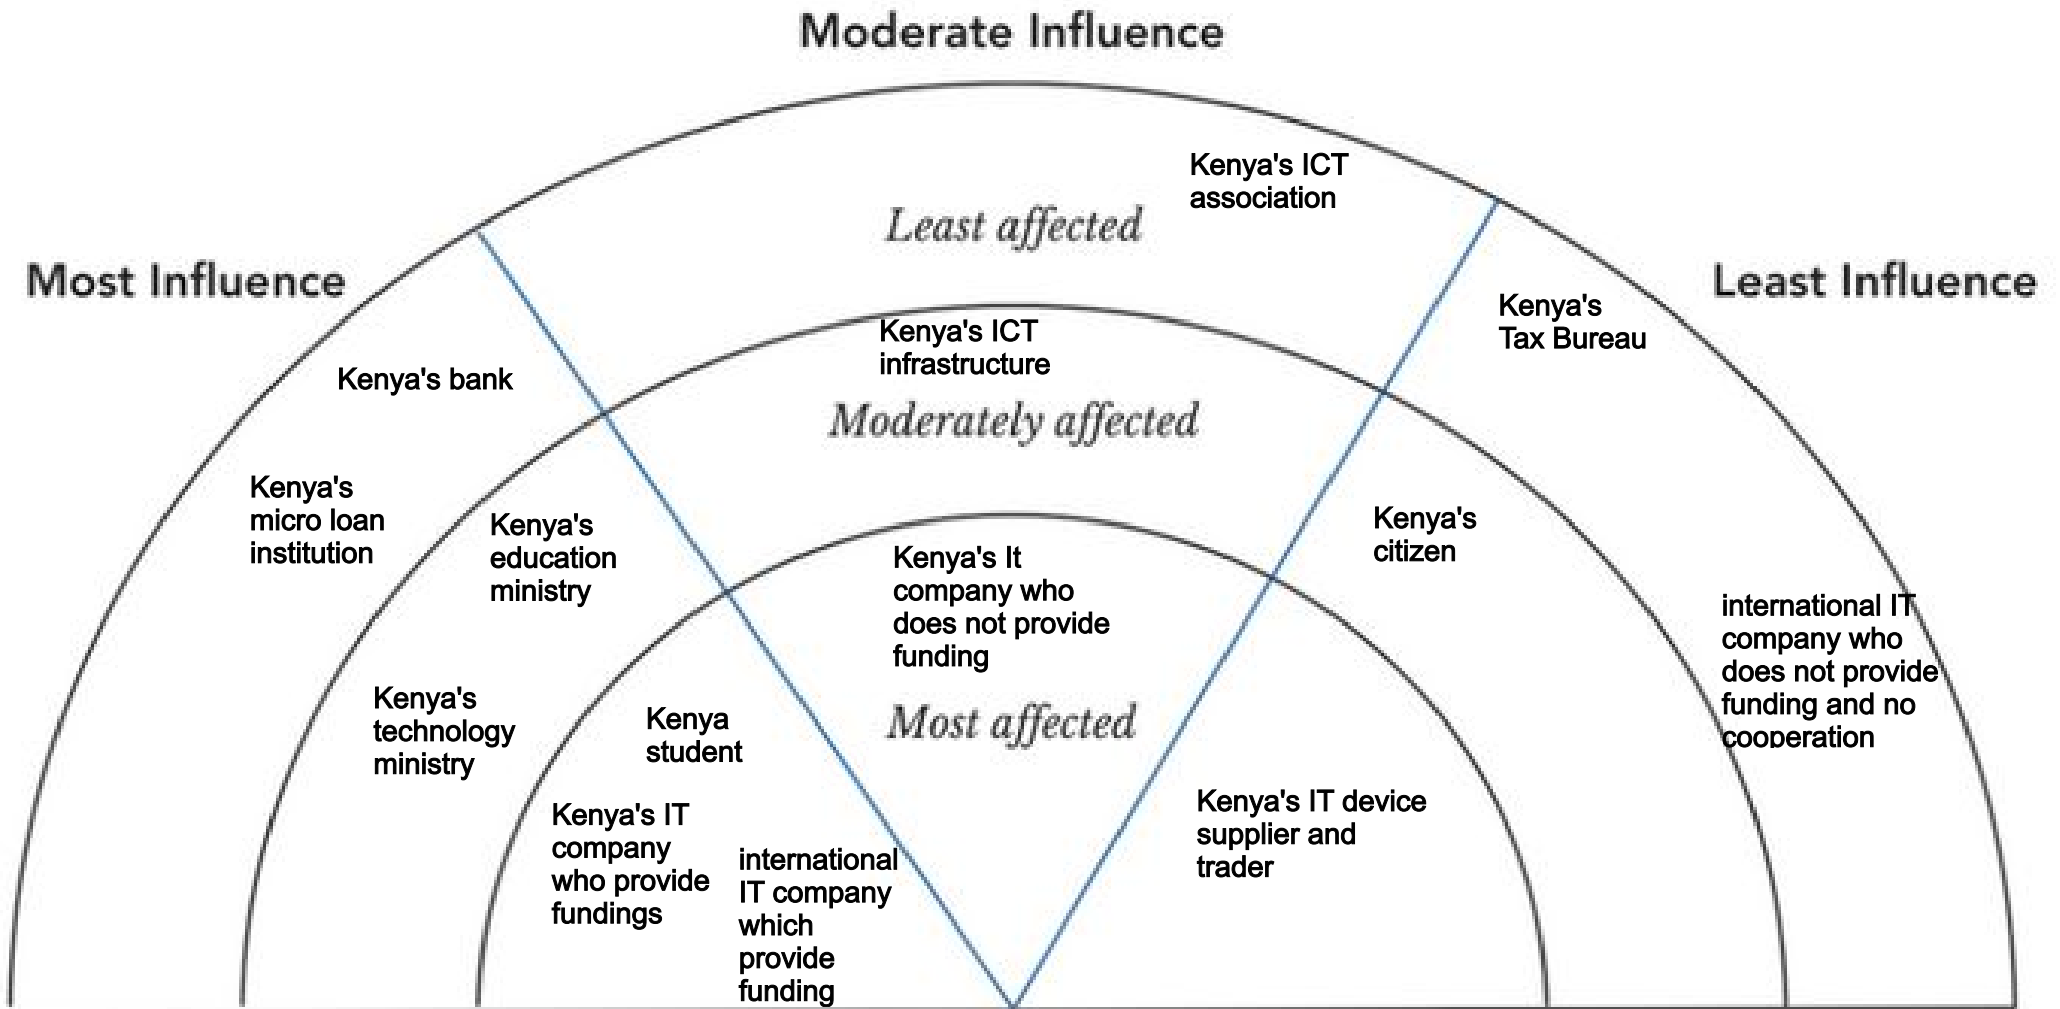 Moderate Influence
Kenya's ICT
association
Least affected
Most Influence
Least Influence
Kenya's
Tax Bureau
Kenya's ICT
infrastructure
Kenya's bank
Moderately affected
Kenya's
micro loan
institution
Kenya's
education
ministry
Kenya's
citizen
Kenya's It
company who
does not provide
funding
international IT
company who
does not provide
funding and no
cooperation
Kenya's
technology
ministry
Kenya
student
Most affected
Kenya's IT
company
who provide
fundings
international
IT company
which
provide
funding
Kenya's IT device
supplier and
trader